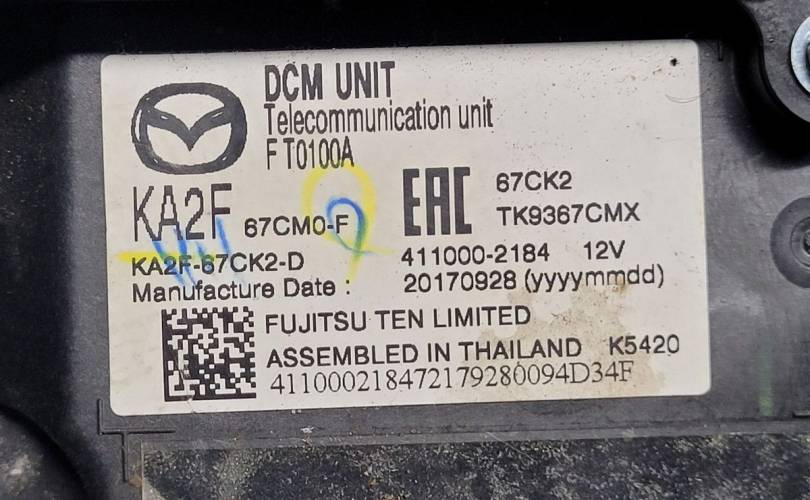 DCM UNIT
Telecommunication unit
F T0100A
KA2F 67CM0-F
EAC
67CK2
TK9367CMX
KA2F-67CK2-D
411000-2184 12V
Manufacture Date : 20170928 (yyyymmdd)
FUJITSU TEN LIMITED
ASSEMBLED IN THAILAND K5420
411000218472179280094D34F